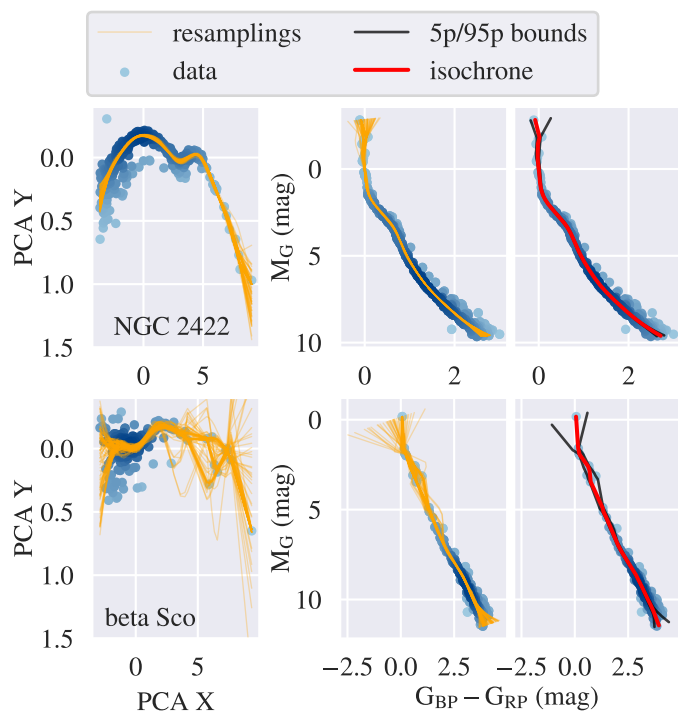 resamplings
5p/95p bounds
data
isochrone
PCA Y
0.0
0.5
1.0
1.5
NGC 2422
0
5
M_G (mag)
0
5
10
0
2
0
2
PCA Y
0.0
0.5
1.0
1.5
beta Sco
0
5
PCA X
M_G (mag)
0
5
10
−2.5
0.0
2.5
−2.5
0.0
2.5
G_BP − G_RP (mag)